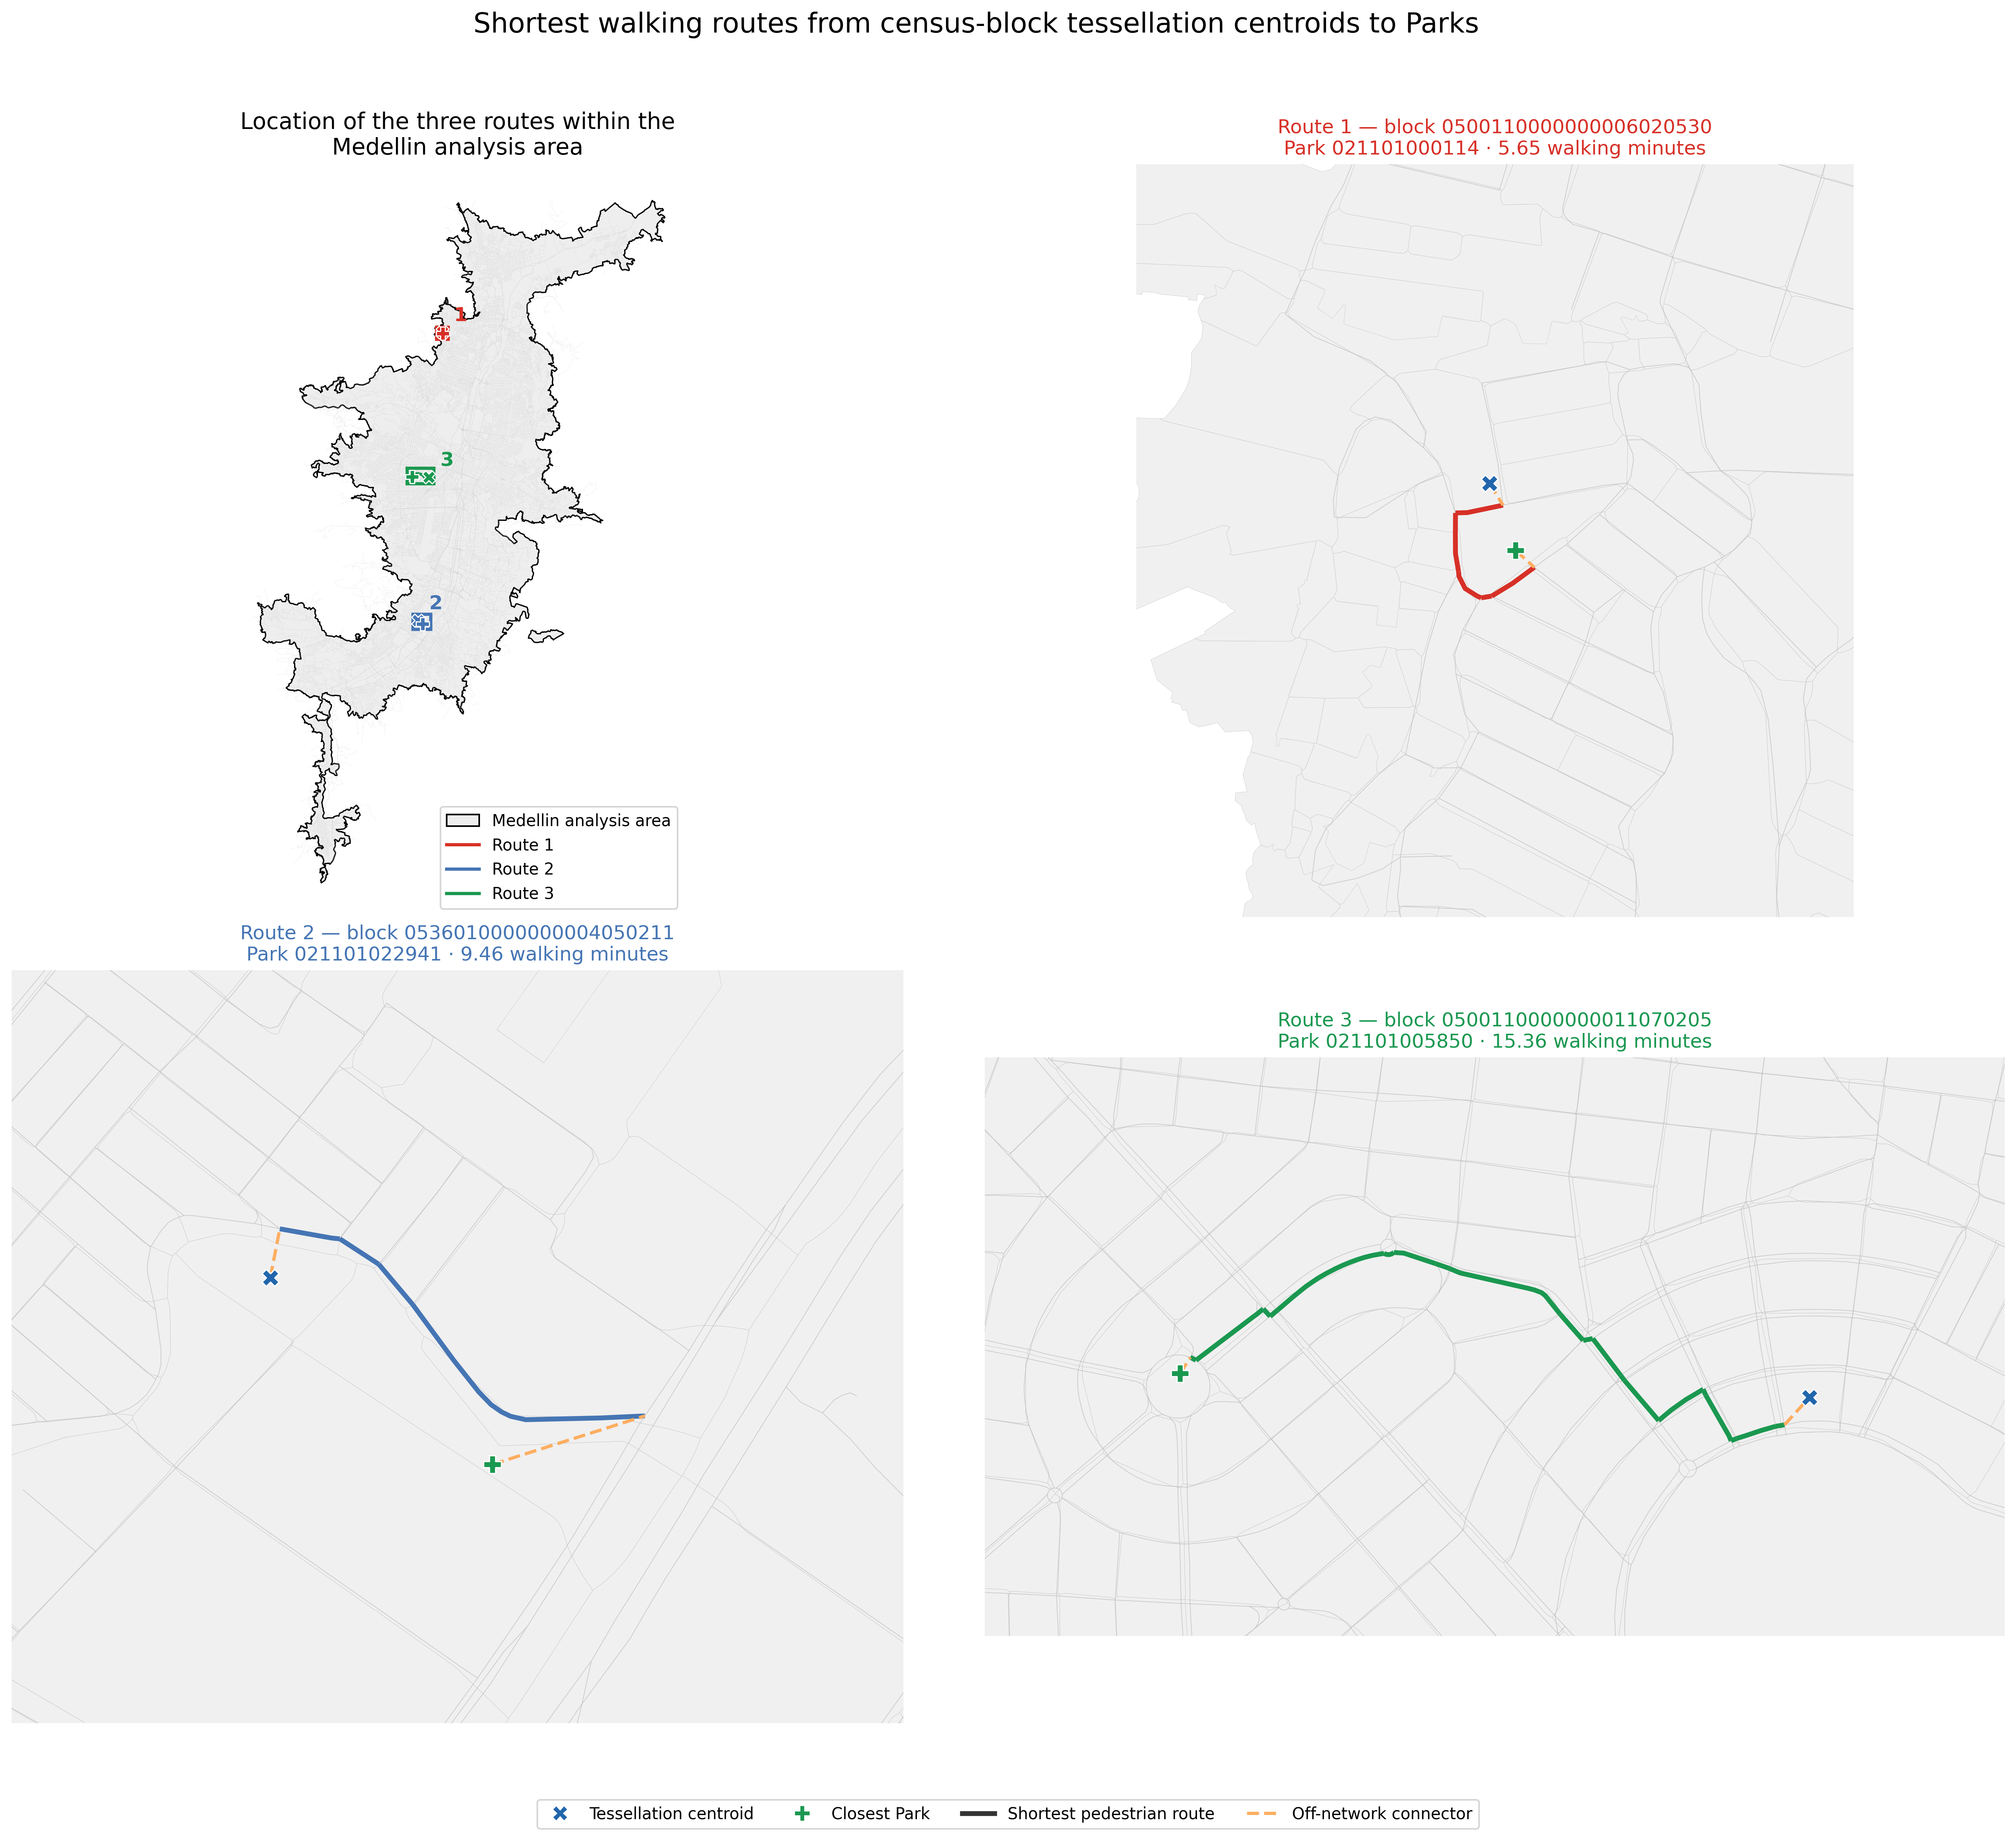 Shortest walking routes from census-block tessellation centroids to Parks
Location of the three routes within the
Medellin analysis area
1
3
2
Medellin analysis area
Route 1
Route 2
Route 3
Route 1 — block 0500110000000006020530
Park 021101000114 · 5.65 walking minutes
Route 2 — block 0536010000000004050211
Park 021101022941 · 9.46 walking minutes
Route 3 — block 0500110000000011070205
Park 021101005850 · 15.36 walking minutes
Tessellation centroid
Closest Park
Shortest pedestrian route
Off-network connector